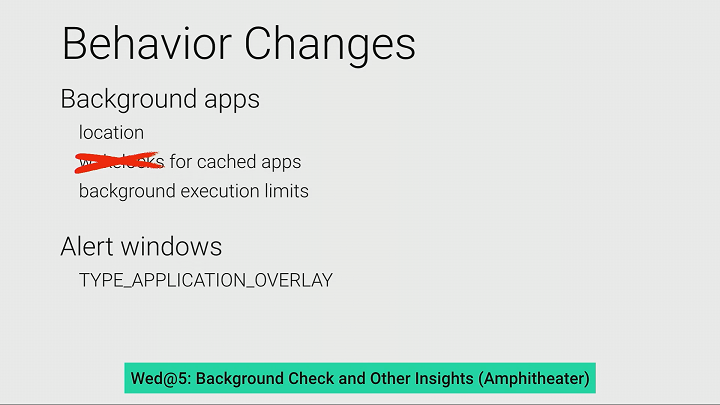 Behavior Changes
Background apps
location
wakelocks for cached apps
background execution limits
Alert windows
TYPE_APPLICATION_OVERLAY
Wed@5: Background Check and Other Insights (Amphitheater)